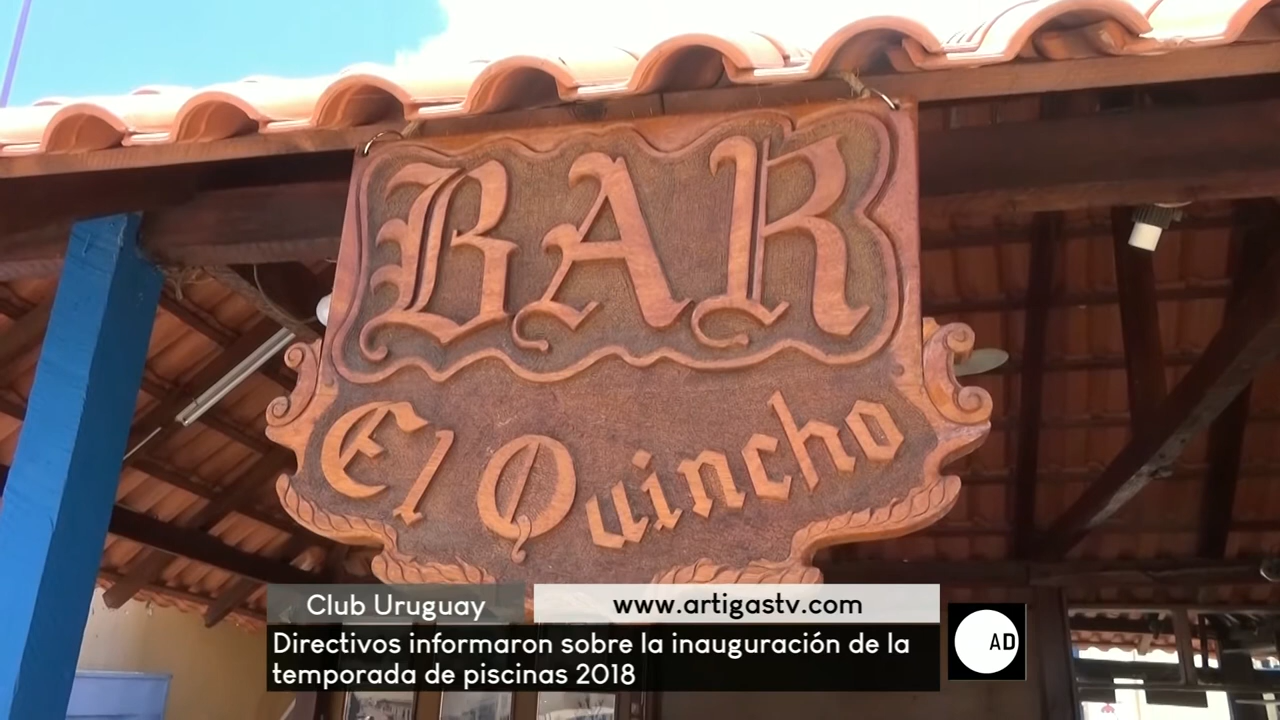 BAR
El Quincho
Club Uruguay
www.artigastv.com
Directivos informaron sobre la inauguración de la
temporada de piscinas 2018
AD